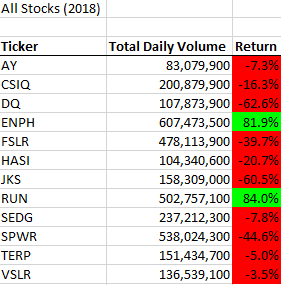 All Stocks (2018)
Ticker Total Daily Volume Return
AY 83,079,900 -7.3%
CSIQ 200,879,900 -16.3%
DQ 107,873,900 -62.6%
ENPH 607,473,500 81.9%
FSLR 478,113,900 -39.7%
HASI 104,340,600 -20.7%
JKS 158,309,000 -60.5%
RUN 502,757,100 84.0%
SEDG 237,212,300 -7.8%
SPWR 538,024,300 -44.6%
TERP 151,434,700 -5.0%
VSLR 136,539,100 -3.5%